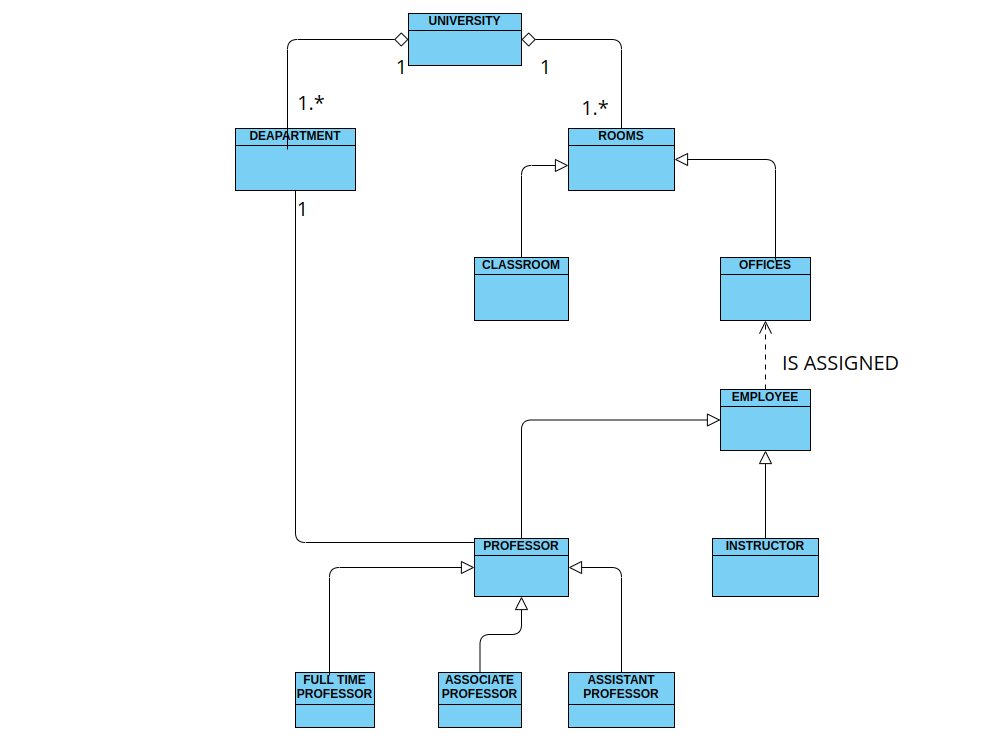 UNIVERSITY
1
1
1.*
1.*
DEAPARTMENT
ROOMS
1
CLASSROOM
OFFICES
IS ASSIGNED
EMPLOYEE
PROFESSOR
INSTRUCTOR
FULL TIME
PROFESSOR
ASSOCIATE
PROFESSOR
ASSISTANT
PROFESSOR